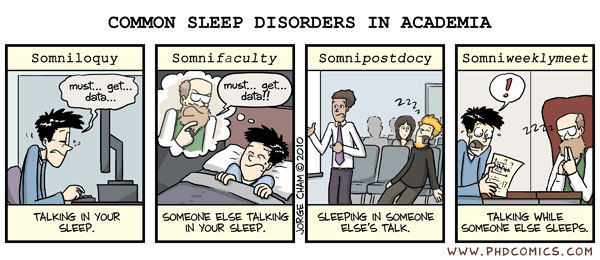 COMMON SLEEP DISORDERS IN ACADEMIA
Somniloquy
must... get...
data...
TALKING IN YOUR
SLEEP.
Somnifaculty
must... get...
data!!
SOMEONE ELSE TALKING
IN YOUR SLEEP.
JORGE CHAM © 2010
Somnipostdocy
zzz
SLEEPING IN SOMEONE
ELSE'S TALK.
Somniweeklymeet
!
zzzz
TALKING WHILE
SOMEONE ELSE SLEEPS.
WWW.PHDCOMICS.COM